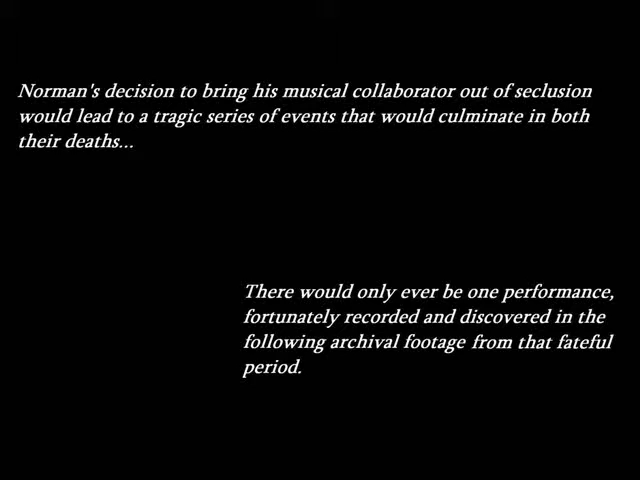 Norman's decision to bring his musical collaborator out of seclusion
would lead to a tragic series of events that would culminate in both
their deaths...
There would only ever be one performance,
fortunately recorded and discovered in the
following archival footage from that fateful
period.